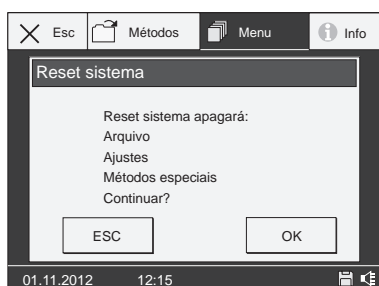 Esc Métodos Menu Info
Reset sistema
Reset sistema apagará:
Arquivo
Ajustes
Métodos especiais
Continuar?
ESC OK
01.11.2012 12:15